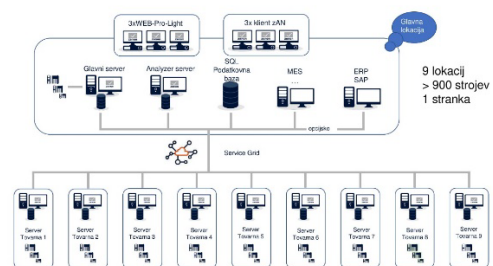 3xWEB-Pro-Light
3x klient zAN
Glavna
lokacija
Glavni server
Analyzer server
SQL
Podatkovna
baza
MES
...
ERP
SAP
9 lokacij
> 900 strojev
1 stranka
opcijsko
Service Grid
Server
Tovarna 1
Server
Tovarna 2
Server
Tovarna 3
Server
Tovarna 4
Server
Tovarna 5
Server
Tovarna 6
Server
Tovarna 7
Server
Tovarna 8
Server
Tovarna 9